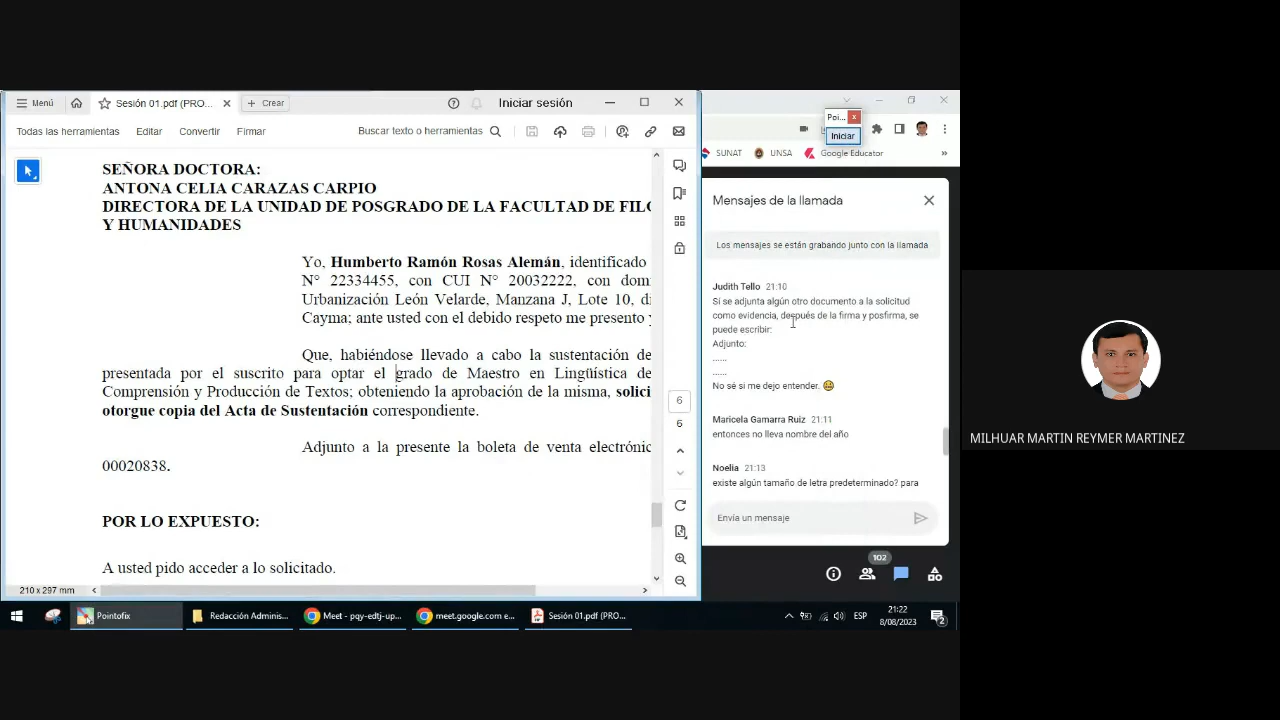 Menú
Sesión 01.pdf (PRO...
Crear
Iniciar sesión
Todas las herramientas
Editar
Convertir
Firmar
Buscar texto o herramientas
SEÑORA DOCTORA:
ANTONA CELIA CARAZAS CARPIO
DIRECTORA DE LA UNIDAD DE POSGRADO DE LA FACULTAD DE FILO
Y HUMANIDADES
Yo, Humberto Ramón Rosas Alemán, identificado
N° 22334455, con CUI N° 20032222, con dom
Urbanización León Velarde, Manzana J, Lote 10, di
Cayma; ante usted con el debido respeto me presento y
Que, habiéndose llevado a cabo la sustentación de
presentada por el suscrito para optar el grado de Maestro en Lingüística de
Comprensión y Producción de Textos; obteniendo la aprobación de la misma, solici
otorgue copia del Acta de Sustentación correspondiente.
Adjunto a la presente la boleta de venta electrónic
00020838.
POR LO EXPUESTO:
A usted pido acceder a lo solicitado.
210 x 297 mm
6
6
Poi...
Iniciar
SUNAT
UNSA
Google Educator
»
Mensajes de la llamada
Los mensajes se están grabando junto con la llamada
Judith Tello 21:10
Si se adjunta algún otro documento a la solicitud
como evidencia, después de la firma y posfirma, se
puede escribir:
Adjunto:
......
......
No sé si me dejo entender. 😅
Maricela Gamarra Ruiz 21:11
entonces no lleva nombre del año
Noelia 21:13
existe algún tamaño de letra predeterminado? para
Envía un mensaje
102
MILHUAR MARTIN REYMER MARTINEZ
Pointofix
Redacción Adminis...
Meet - pqy-edtj-up...
meet.google.com e...
Sesión 01.pdf (PRO...
ESP
21:22
8/08/2023
2